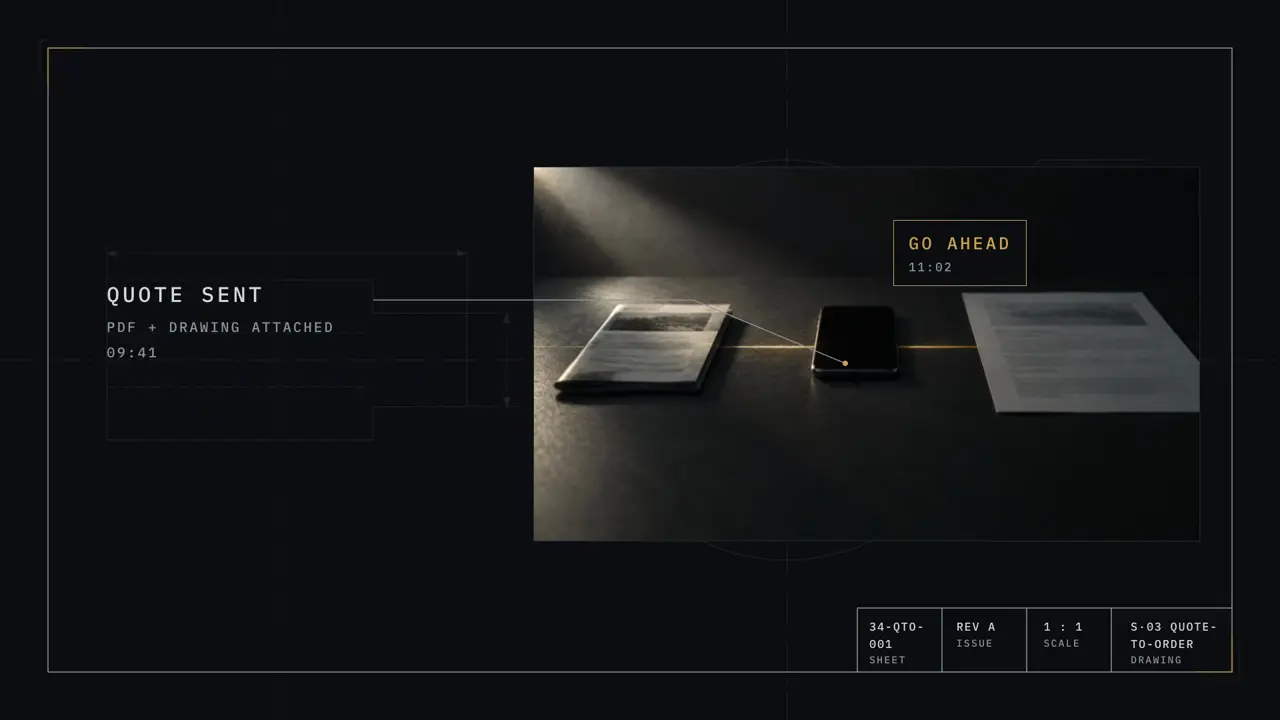 QUOTE SENT
PDF + DRAWING ATTACHED
09:41
GO AHEAD
11:02
34-QTO-
001
SHEET
REV A
ISSUE
1 : 1
SCALE
S·03 QUOTE-
TO-ORDER
DRAWING